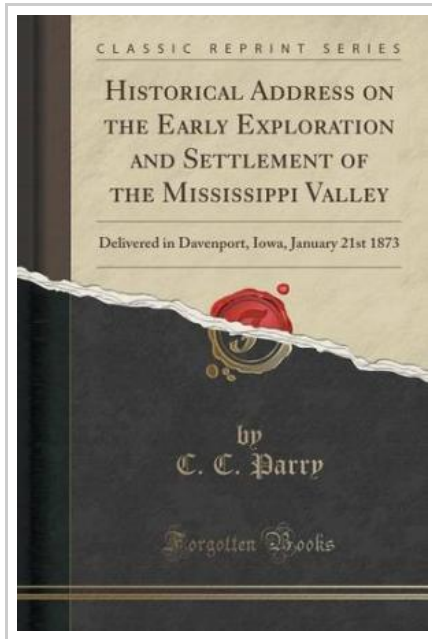 CLASSIC REPRINT SERIES
HISTORICAL ADDRESS ON
THE EARLY EXPLORATION
AND SETTLEMENT OF
THE MISSISSIPPI VALLEY
Delivered in Davenport, Iowa, January 21st 1873
by
C. C. Parry
Forgotten Books